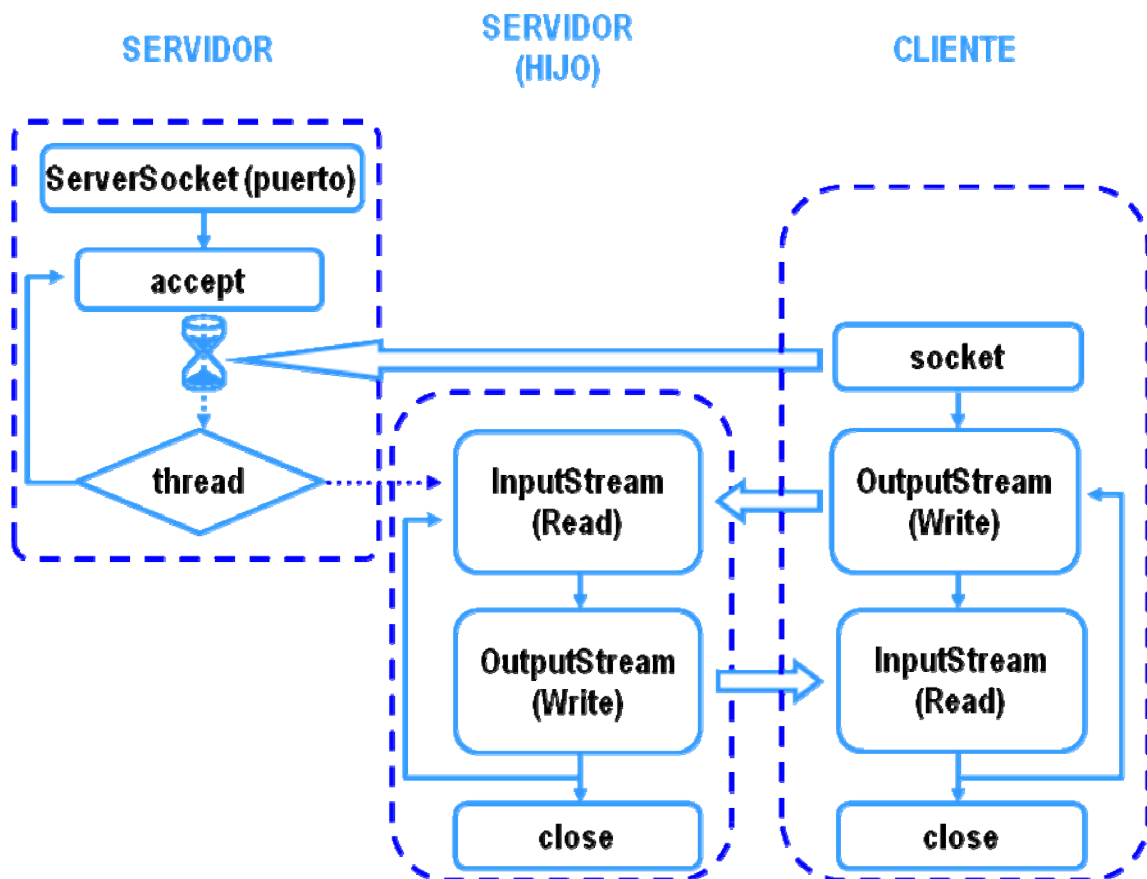 SERVIDOR
SERVIDOR
(HIJO)
CLIENTE
ServerSocket (puerto)
accept
thread
InputStream
(Read)
OutputStream
(Write)
close
socket
OutputStream
(Write)
InputStream
(Read)
close